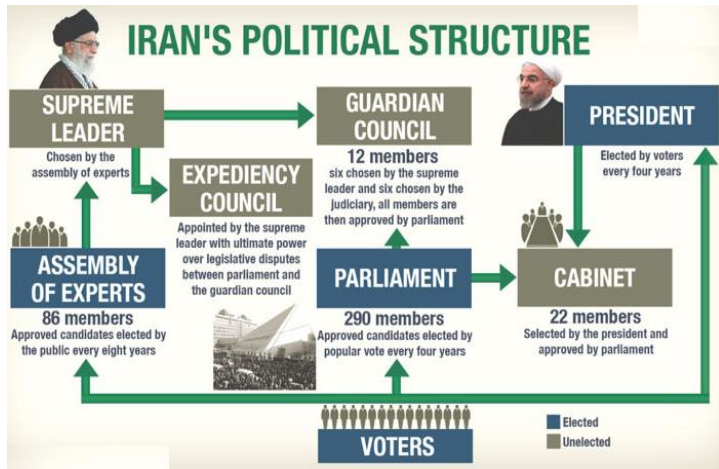 IRAN'S POLITICAL STRUCTURE
SUPREME
LEADER
Chosen by the
assembly of experts
GUARDIAN
COUNCIL
12 members
six chosen by the supreme
leader and six chosen by the
judiciary, all members are
then approved by parliament
PRESIDENT
Elected by voters
every four years
EXPEDIENCY
COUNCIL
Appointed by the supreme
leader with ultimate power
over legislative disputes
between parliament and
the guardian council
ASSEMBLY
OF EXPERTS
86 members
Approved candidates elected by
the public every eight years
PARLIAMENT
290 members
Approved candidates elected by
popular vote every four years
CABINET
22 members
Selected by the president and
approved by parliament
VOTERS
Elected
Unelected